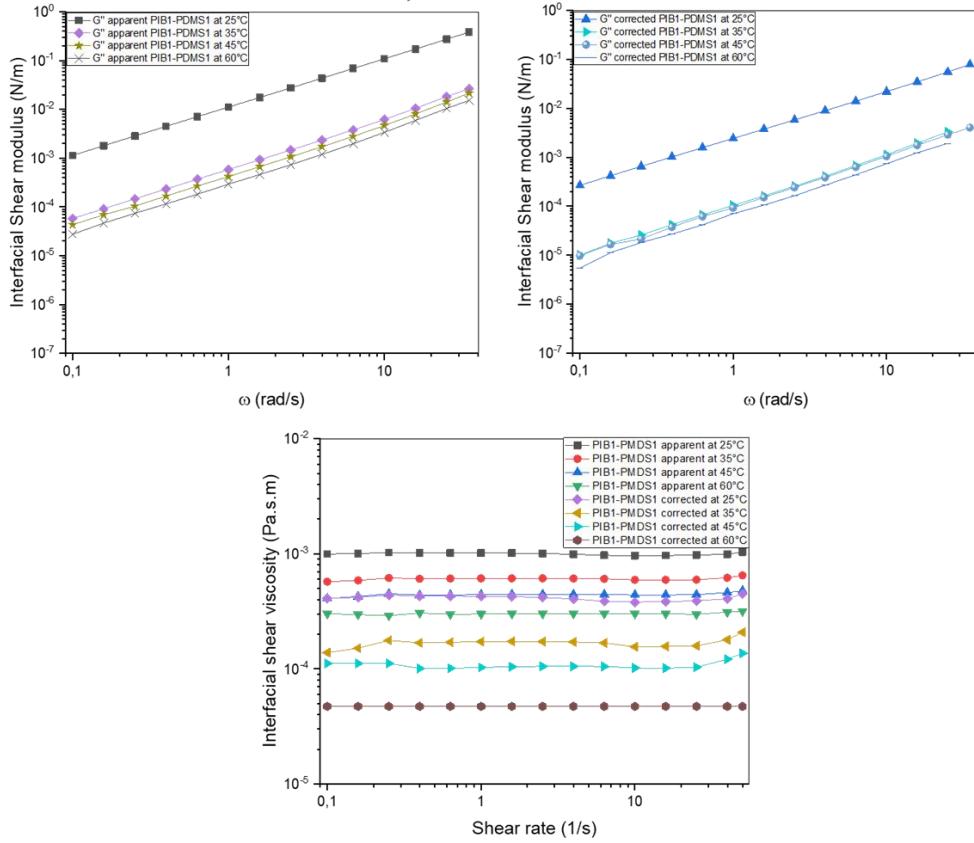 G" apparent PIB1-PDMS1 at 25°C
G" apparent PIB1-PDMS1 at 35°C
G" apparent PIB1-PDMS1 at 45°C
G" apparent PIB1-PDMS1 at 60°C
10^0
10^-1
10^-2
10^-3
10^-4
10^-5
10^-6
10^-7
Interfacial Shear modulus (N/m)
0,1
1
10
ω (rad/s)
G" corrected PIB1-PDMS1 at 25°C
G" corrected PIB1-PDMS1 at 35°C
G" corrected PIB1-PDMS1 at 45°C
G" corrected PIB1-PDMS1 at 60°C
10^0
10^-1
10^-2
10^-3
10^-4
10^-5
10^-6
10^-7
Interfacial Shear modulus (N/m)
0,1
1
10
ω (rad/s)
PIB1-PMDS1 apparent at 25°C
PIB1-PMDS1 apparent at 35°C
PIB1-PMDS1 apparent at 45°C
PIB1-PMDS1 apparent at 60°C
PIB1-PMDS1 corrected at 25°C
PIB1-PMDS1 corrected at 35°C
PIB1-PMDS1 corrected at 45°C
PIB1-PMDS1 corrected at 60°C
10^-2
10^-3
10^-4
10^-5
Interfacial shear viscosity (Pa.s.m)
0,1
1
10
Shear rate (1/s)